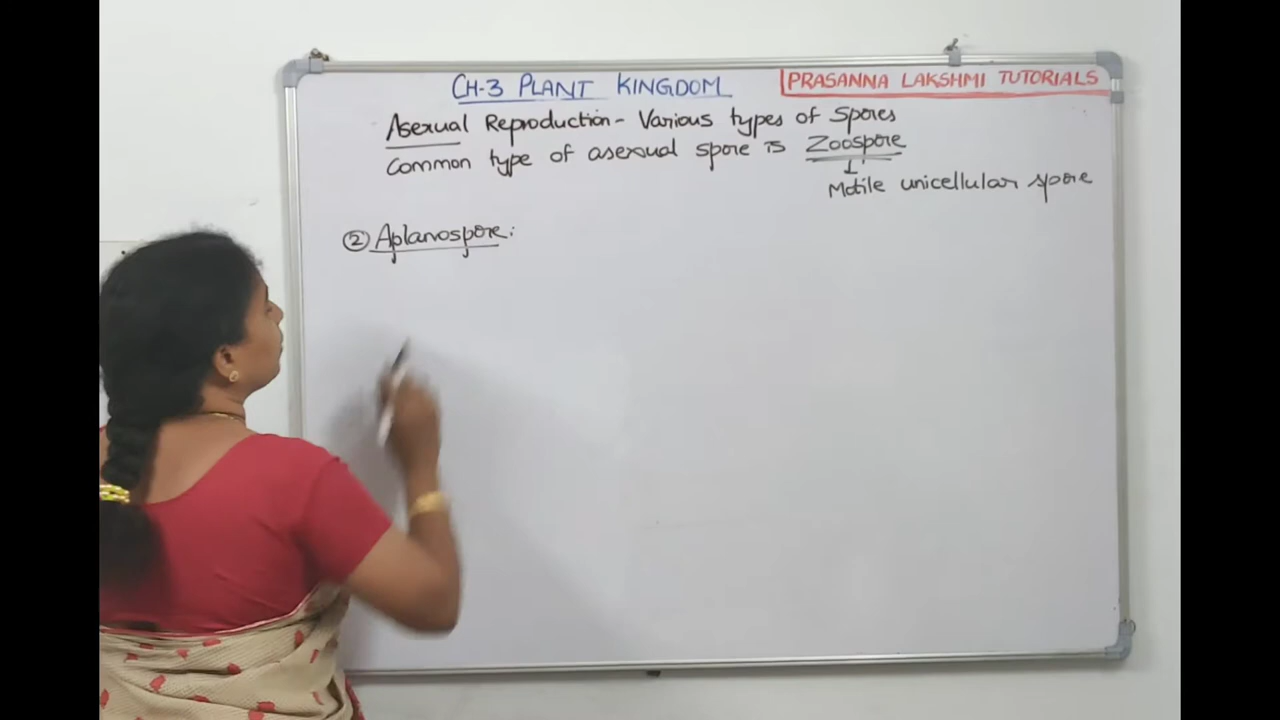 CH-3 PLANT KINGDOM
PRASANNA LAKSHMI TUTORIALS
Asexual Reproduction - Various types of spores
Common type of asexual spore is Zoospore
Motile unicellular spore
② Aplanospore: